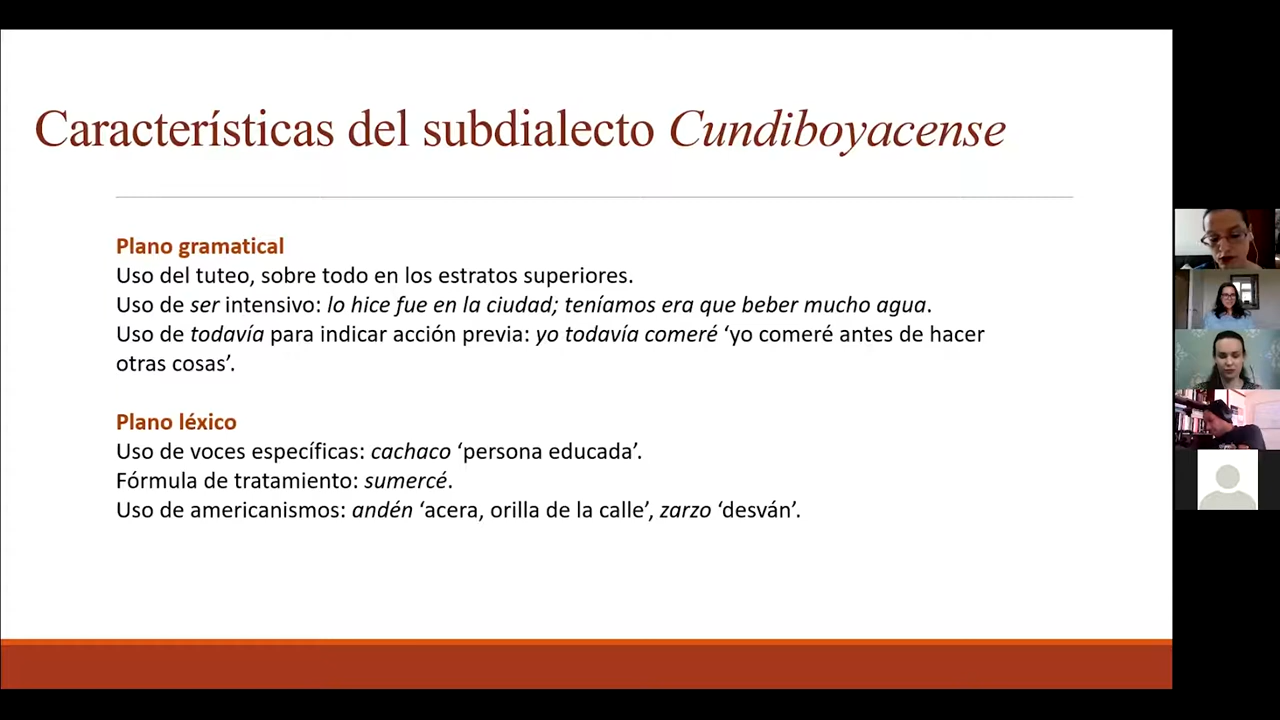 Características del subdialecto Cundiboyacense
Plano gramatical
Uso del tuteo, sobre todo en los estratos superiores.
Uso de ser intensivo: lo hice fue en la ciudad; teníamos era que beber mucho agua.
Uso de todavía para indicar acción previa: yo todavía comeré ‘yo comeré antes de hacer
otras cosas’.
Plano léxico
Uso de voces específicas: cachaco ‘persona educada’.
Fórmula de tratamiento: sumercé.
Uso de americanismos: andén ‘acera, orilla de la calle’, zarzo ‘desván’.